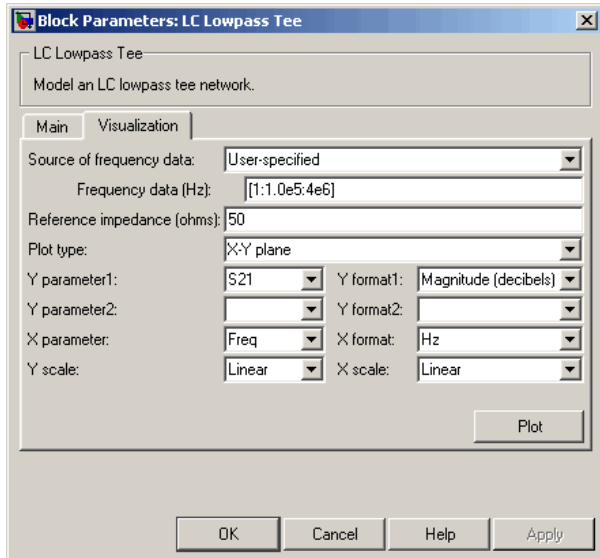 Block Parameters: LC Lowpass Tee
LC Lowpass Tee
Model an LC lowpass tee network.
Main Visualization
Source of frequency data: User-specified
Frequency data (Hz): [1:1.0e5:4e6]
Reference impedance (ohms): 50
Plot type: X-Y plane
Y parameter1: S21 Y format1: Magnitude (decibels)
Y parameter2: Y format2:
X parameter: Freq X format: Hz
Y scale: Linear X scale: Linear
Plot
OK Cancel Help Apply